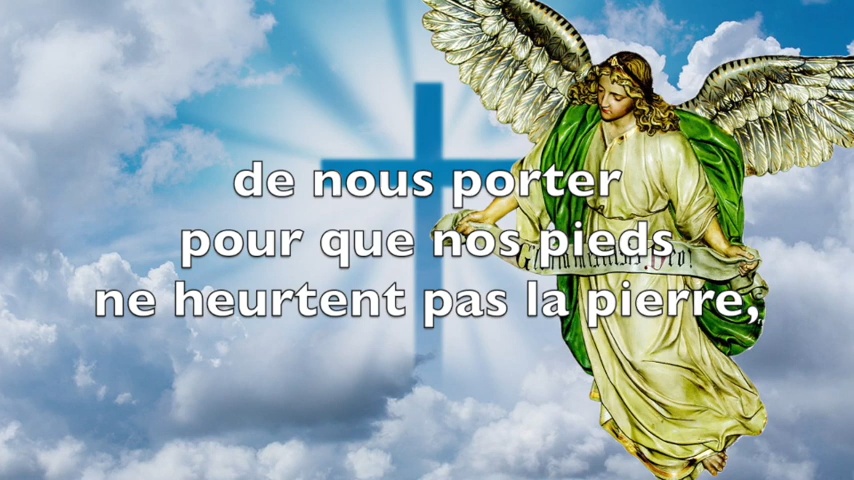 de nous porter
pour que nos pieds
ne heurtent pas la pierre,